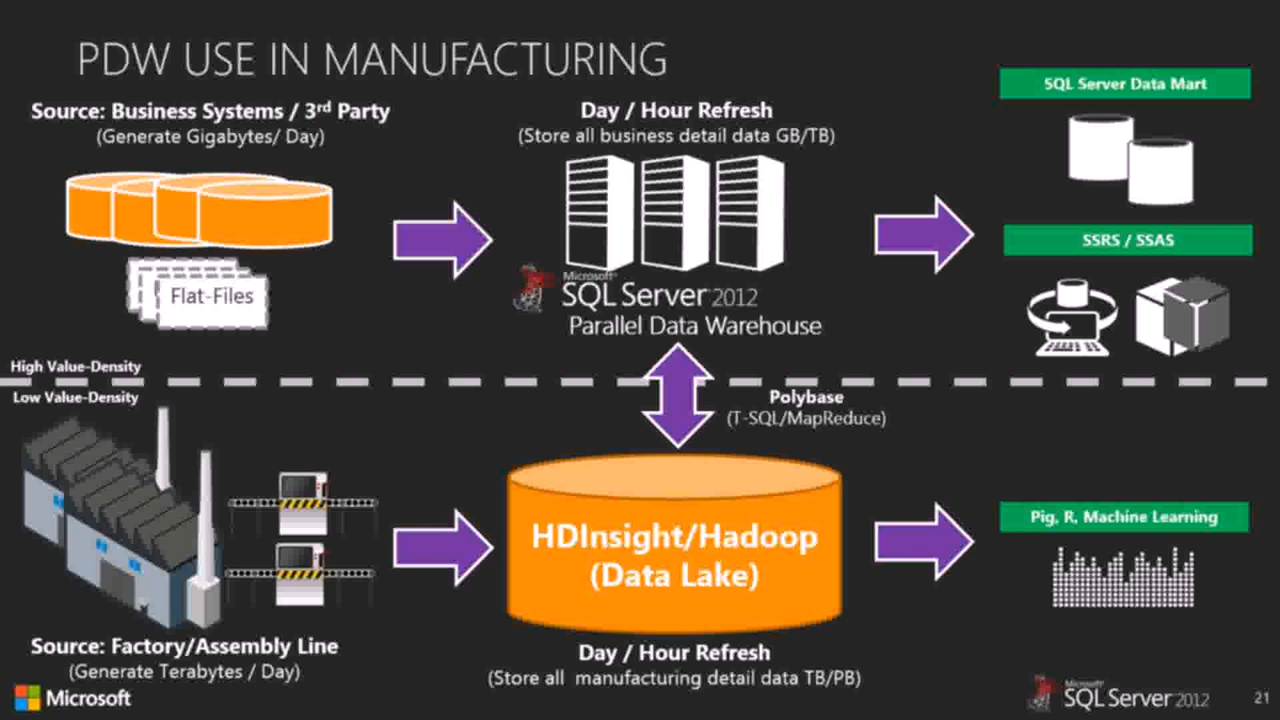 PDW USE IN MANUFACTURING
Source: Business Systems / 3rd Party
(Generate Gigabytes/ Day)
Flat-Files
Day / Hour Refresh
(Store all business detail data GB/TB)
Microsoft
SQL Server 2012
Parallel Data Warehouse
SQL Server Data Mart
SSRS / SSAS
High Value-Density
Low Value-Density
Polybase
(T-SQL/MapReduce)
HDInsight/Hadoop
(Data Lake)
Pig, R, Machine Learning
Source: Factory/Assembly Line
(Generate Terabytes / Day)
Day / Hour Refresh
(Store all manufacturing detail data TB/PB)
Microsoft
Microsoft
SQL Server 2012
21